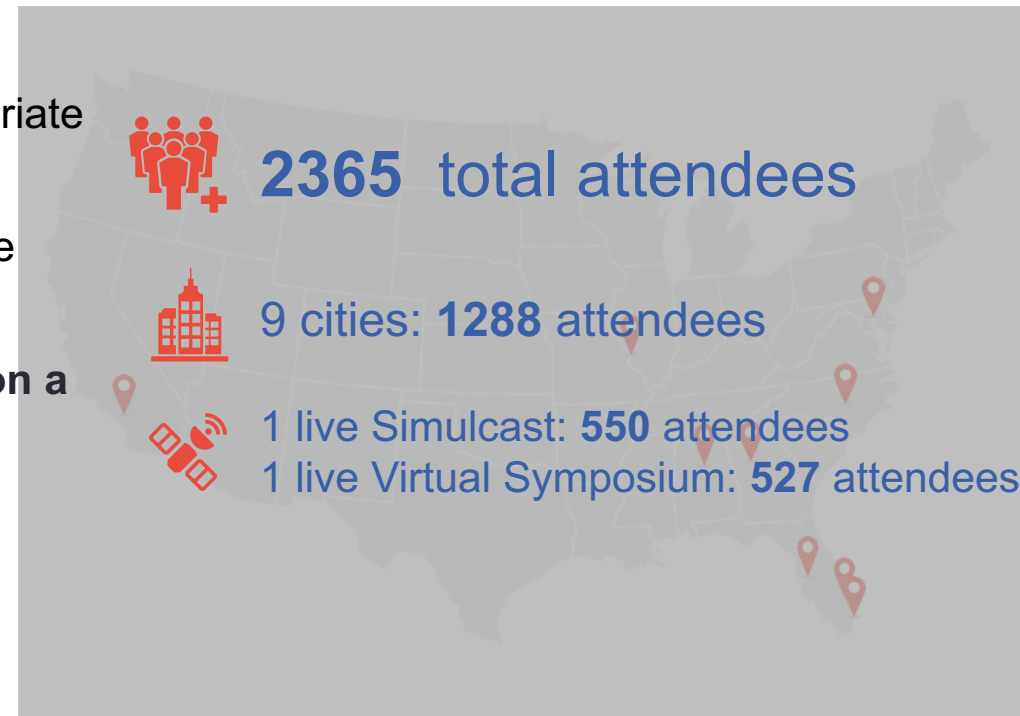 riate
2365 total attendees
e
9 cities: 1288 attendees
on a
1 live Simulcast: 550 attendees
1 live Virtual Symposium: 527 attendees